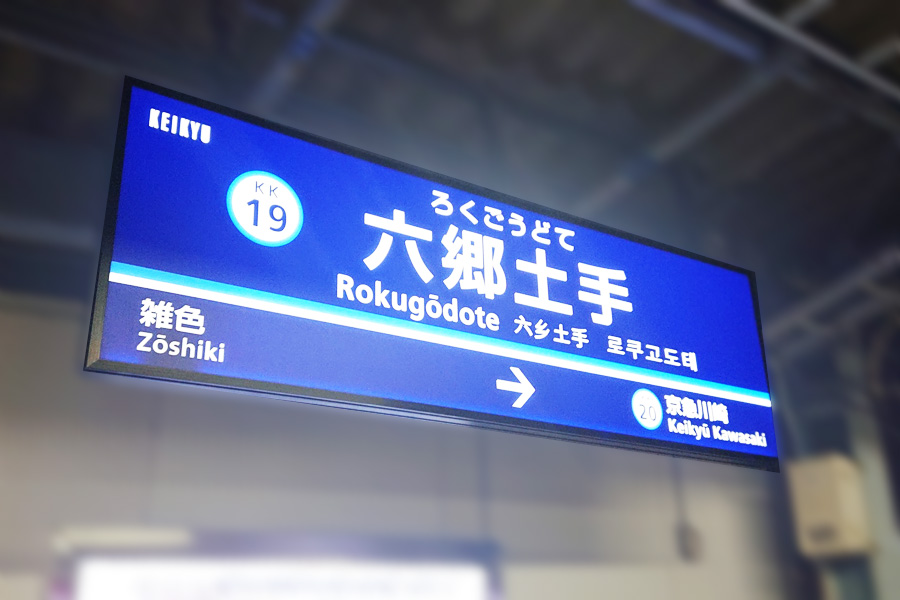 KEIKYU
KK
19
ろくごうどて
六郷土手
Rokugōdote 六乡土手 로쿠고도테
雑色
Zōshiki
→
20 京急川崎
Keikyū Kawasaki